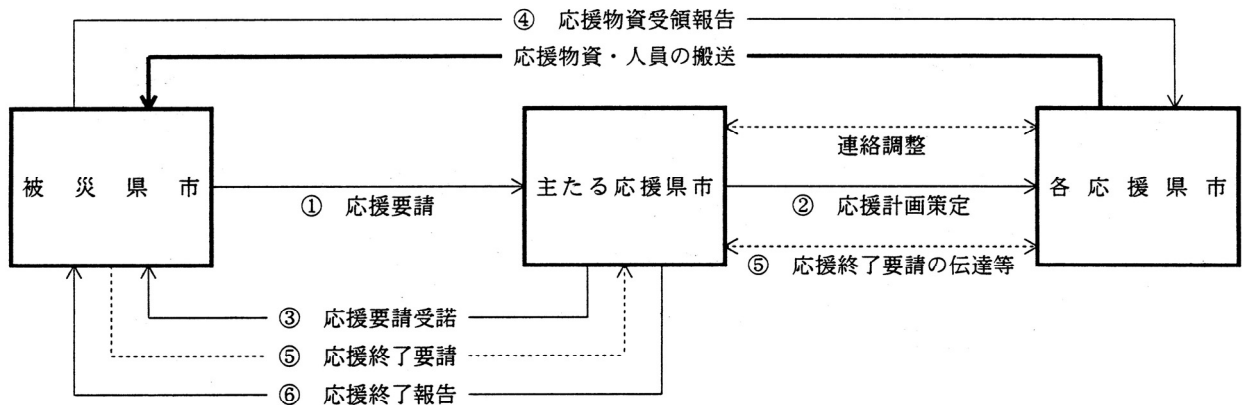 ④ 応援物資受領報告
応援物資・人員の搬送
被災県市
主たる応援県市
各応援県市
連絡調整
① 応援要請
② 応援計画策定
⑤ 応援終了要請の伝達等
③ 応援要請受諾
⑤ 応援終了要請
⑥ 応援終了報告